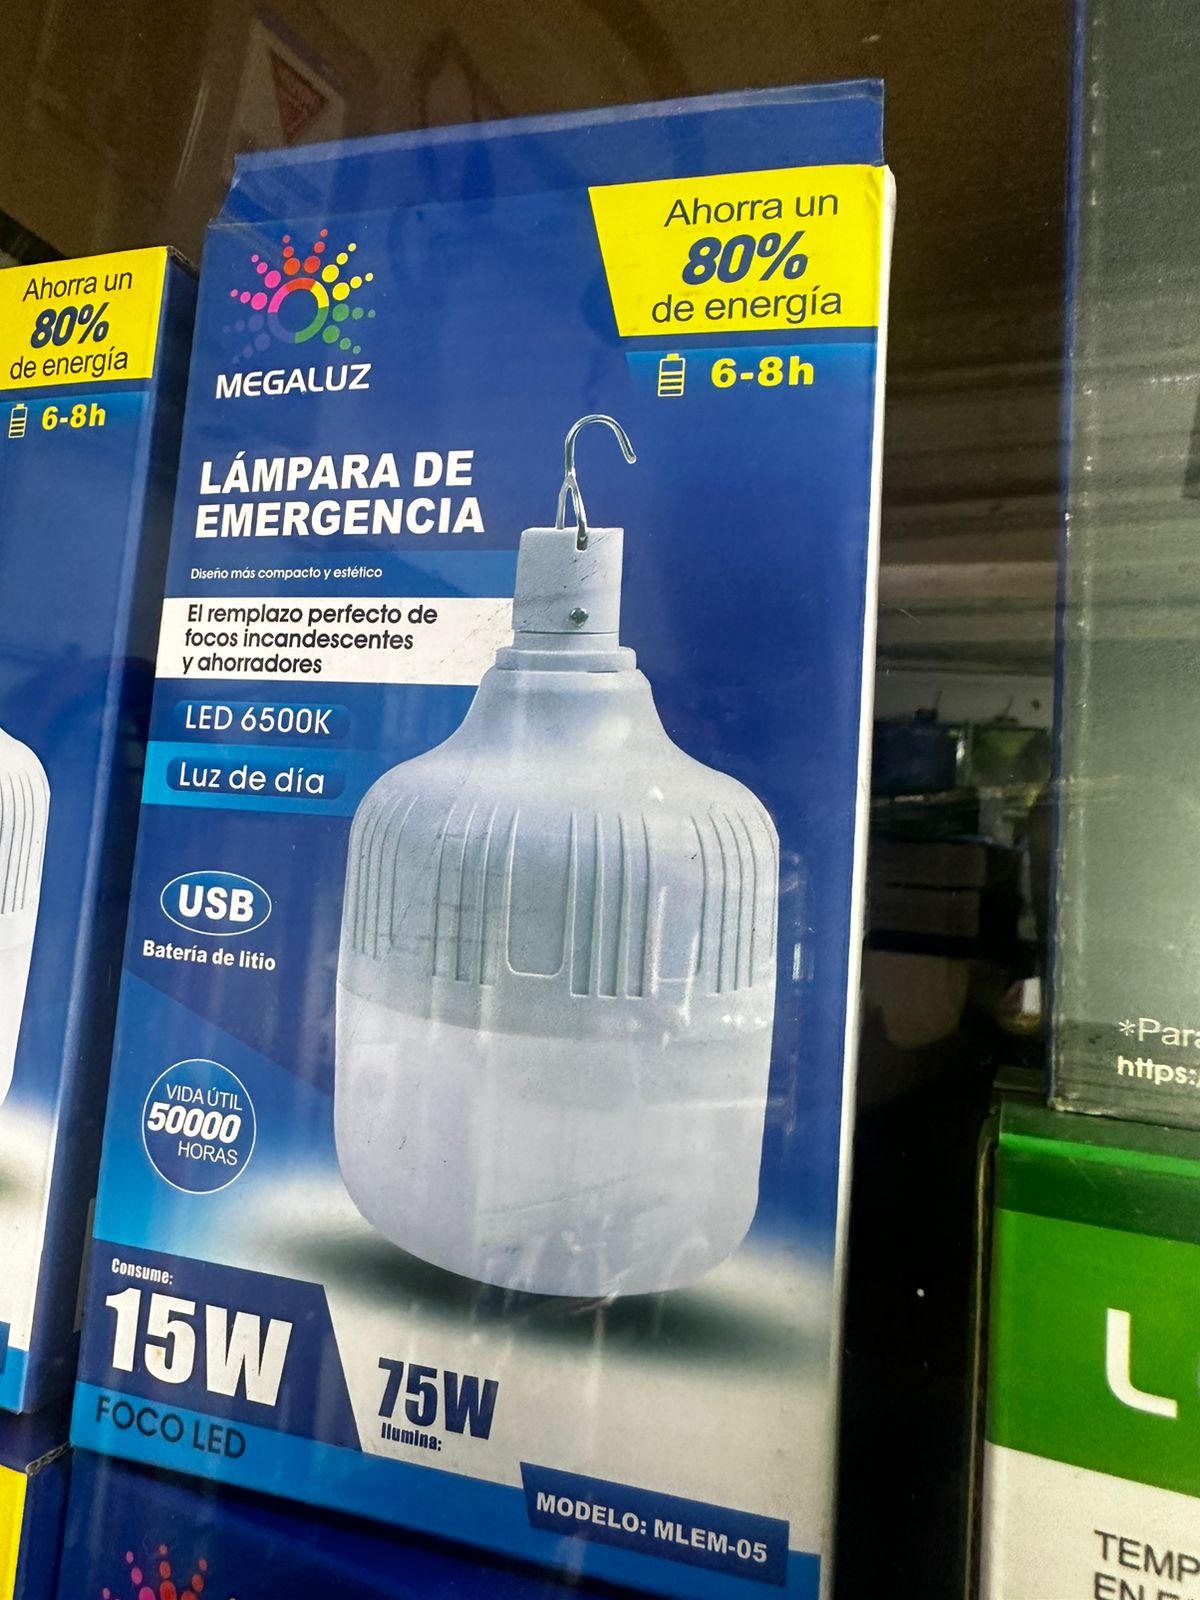 Ahorra un
80%
de energía
6-8h
Ahorra un
80%
de energía
6-8h
MEGALUZ
LÁMPARA DE
EMERGENCIA
Diseño más compacto y estético
El remplazo perfecto de
focos incandescentes
y ahorradores
LED 6500K
Luz de día
USB
Batería de litio
VIDA ÚTIL
50000
HORAS
Consume:
15W
FOCO LED
75W
Ilumina:
MODELO: MLEM-05
https: